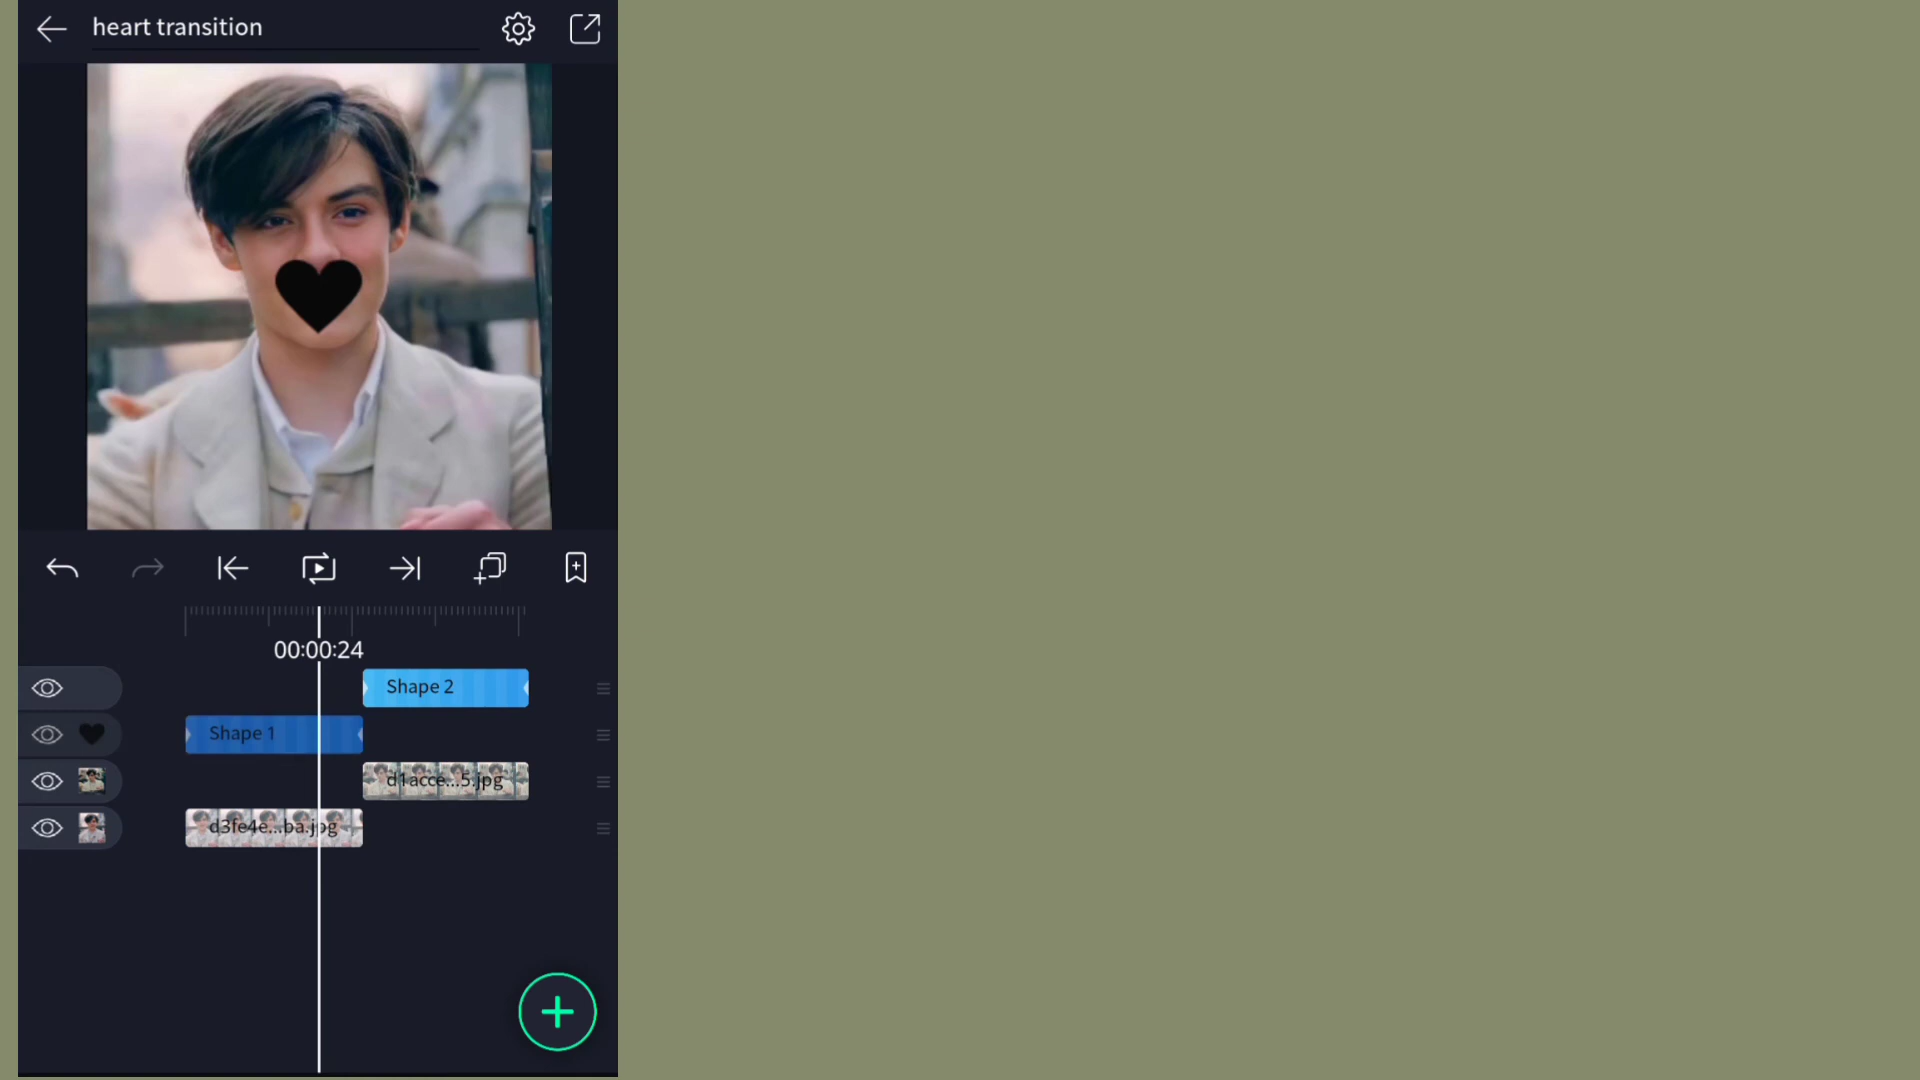 heart transition
00:00:24
Shape 2
Shape 1
d1acce...5.jpg
d3fe4e...ba.jpg